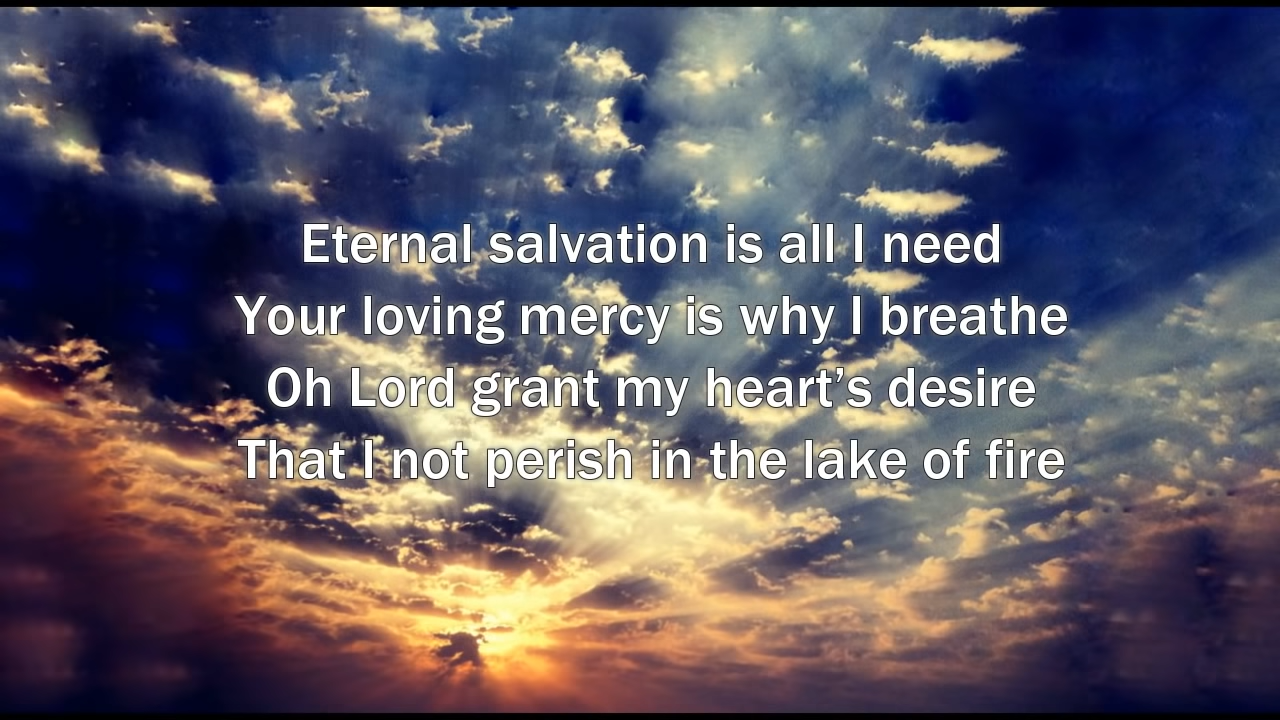 Eternal salvation is all I need
Your loving mercy is why I breathe
Oh Lord grant my heart’s desire
That I not perish in the lake of fire